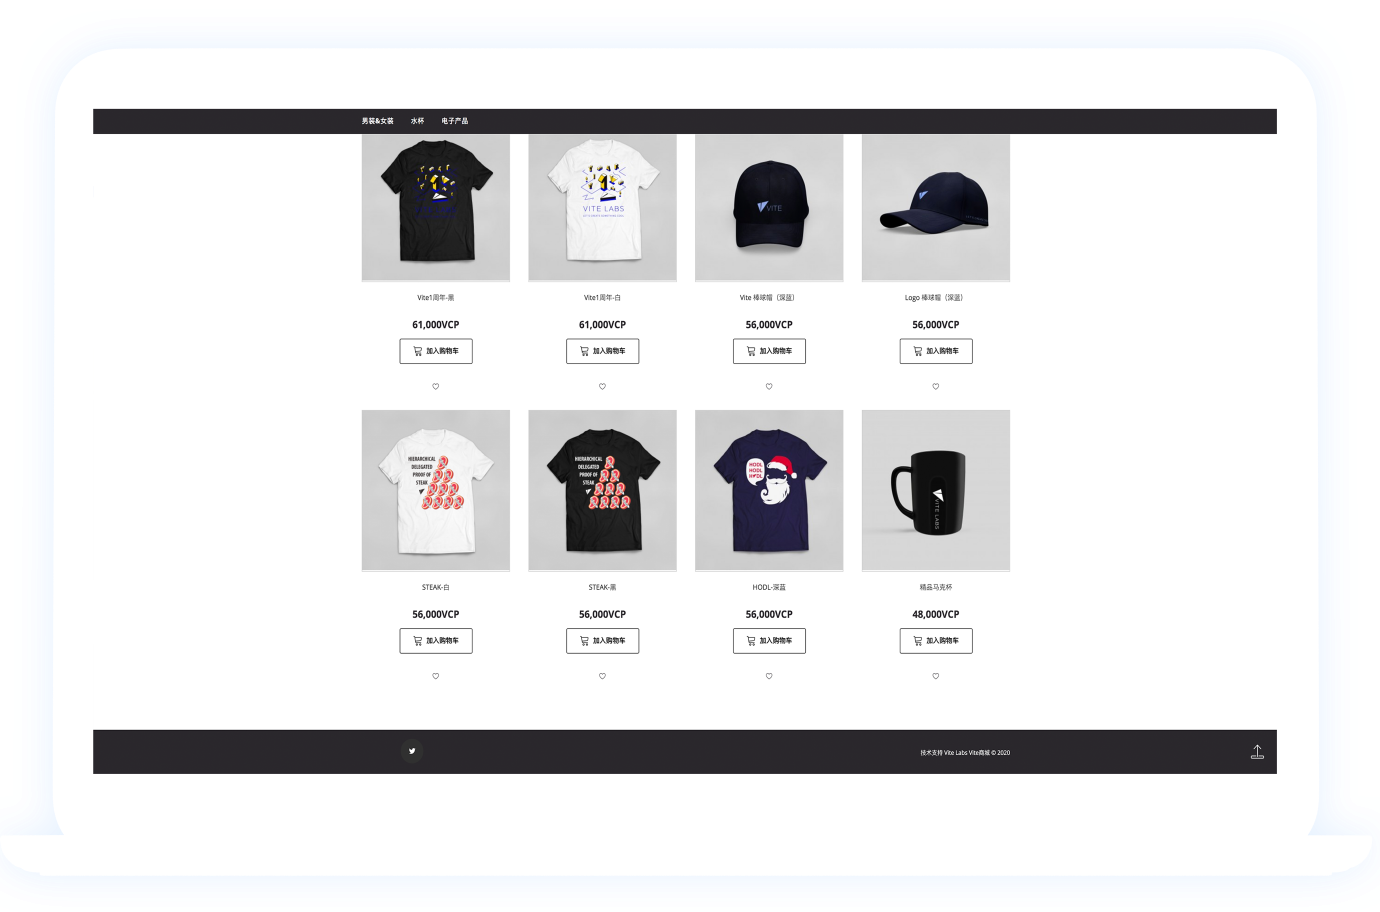 男装&女装 水杯 电子产品
VITE LABS
VITE
Vite1周年-黑 Vite1周年-白 Vite 棒球帽（深蓝） Logo 棒球帽（深蓝）
61,000VCP 61,000VCP 56,000VCP 56,000VCP
加入购物车 加入购物车 加入购物车 加入购物车
HIERARCHICAL
DELEGATED
PROOF OF
STEAK
HIERARCHICAL
DELEGATED
PROOF OF
STEAK
HODL
HODL
HODL
VITE LABS
STEAK-白 STEAK-黑 HODL-深蓝 精品马克杯
56,000VCP 56,000VCP 56,000VCP 48,000VCP
加入购物车 加入购物车 加入购物车 加入购物车
技术支持 Vite Labs Vite商城 © 2020